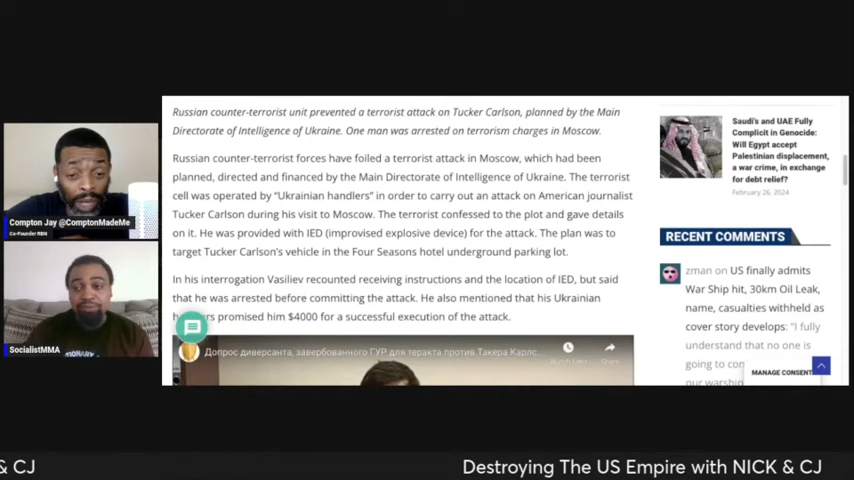 Russian counter-terrorist unit prevented a terrorist attack on Tucker Carlson, planned by the Main
Directorate of Intelligence of Ukraine. One man was arrested on terrorism charges in Moscow.
Russian counter-terrorist forces have foiled a terrorist attack in Moscow, which had been
planned, directed and financed by the Main Directorate of Intelligence of Ukraine. The terrorist
cell was operated by "Ukrainian handlers" in order to carry out an attack on American journalist
Tucker Carlson during his visit to Moscow. The terrorist confessed to the plot and gave details
on it. He was provided with IED (improvised explosive device) for the attack. The plan was to
target Tucker Carlson's vehicle in the Four Seasons hotel underground parking lot.
In his interrogation Vasiliev recounted receiving instructions and the location of IED, but said
that he was arrested before committing the attack. He also mentioned that his Ukrainian
promised him $4000 for a successful execution of the attack.
Допрос диверсанта, завербованного ГУР для теракта против Такера Карлс...
Watch later
Share
Saudi's and UAE Fully
Complicit in Genocide:
Will Egypt accept
Palestinian displacement,
a war crime, in exchange
for debt relief?
February 26, 2024
RECENT COMMENTS
zman on US finally admits
War Ship hit, 30km Oil Leak,
name, casualties withheld as
cover story develops: "I fully
understand that no one is
going to
our warship
MANAGE CONSENT
Compton Jay @ComptonMadeMe
Co-Founder RBN
SocialistMMA
& CJ
Destroying The US Empire with NICK & CJ